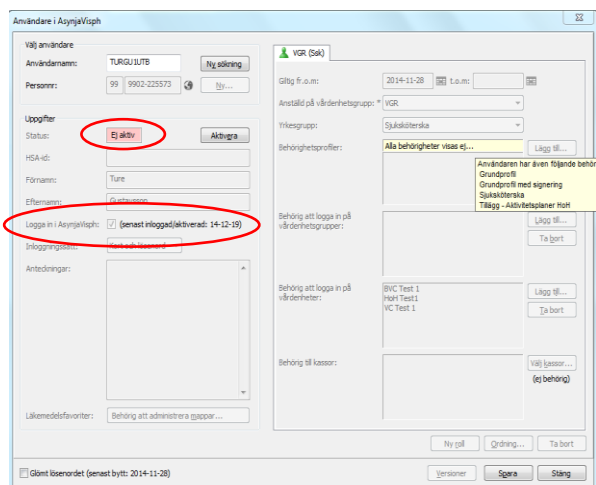 Användare i AsynjaVisph
Välj användare
Användarnamn: TURGU1UTB Ny sökning
Personnr: 99 9902-225573 Ny...
Uppgifter
Status: Ej aktiv Aktivera
HSA-id:
Förnamn: Ture
Efternamn: Gustavsson
Logga in i AsynjaVisph: (senast inloggad/aktiverad: 14-12-19)
Inloggningssätt: Kort och lösenord
Anteckningar:
Läkemedelsfavoriter: Behörig att administrera mappar...
Glömt lösenordet (senast bytt: 2014-11-28)
VGR (Ssk)
Giltig fr.o.m: 2014-11-28 t.o.m:
Anställd på vårdenhetsgrupp: * VGR
Yrkesgrupp: Sjuksköterska
Behörighetsprofiler: Alla behörigheter visas ej... Lägg till...
Användaren har även följande behör
Grundprofil
Grundprofil med signering
Sjuksköterska
Tillägg - Aktivitetsplaner HoH
Behörig att logga in på vårdenhetsgrupper: Lägg till...
Ta bort
Behörig att logga in på vårdenheter: BVC Test 1 Lägg till...
HoH Test1
VC Test 1 Ta bort
Behörig till kassor: Välj kassor...
(ej behörig)
Ny roll Ordning... Ta bort
Versioner Spara Stäng